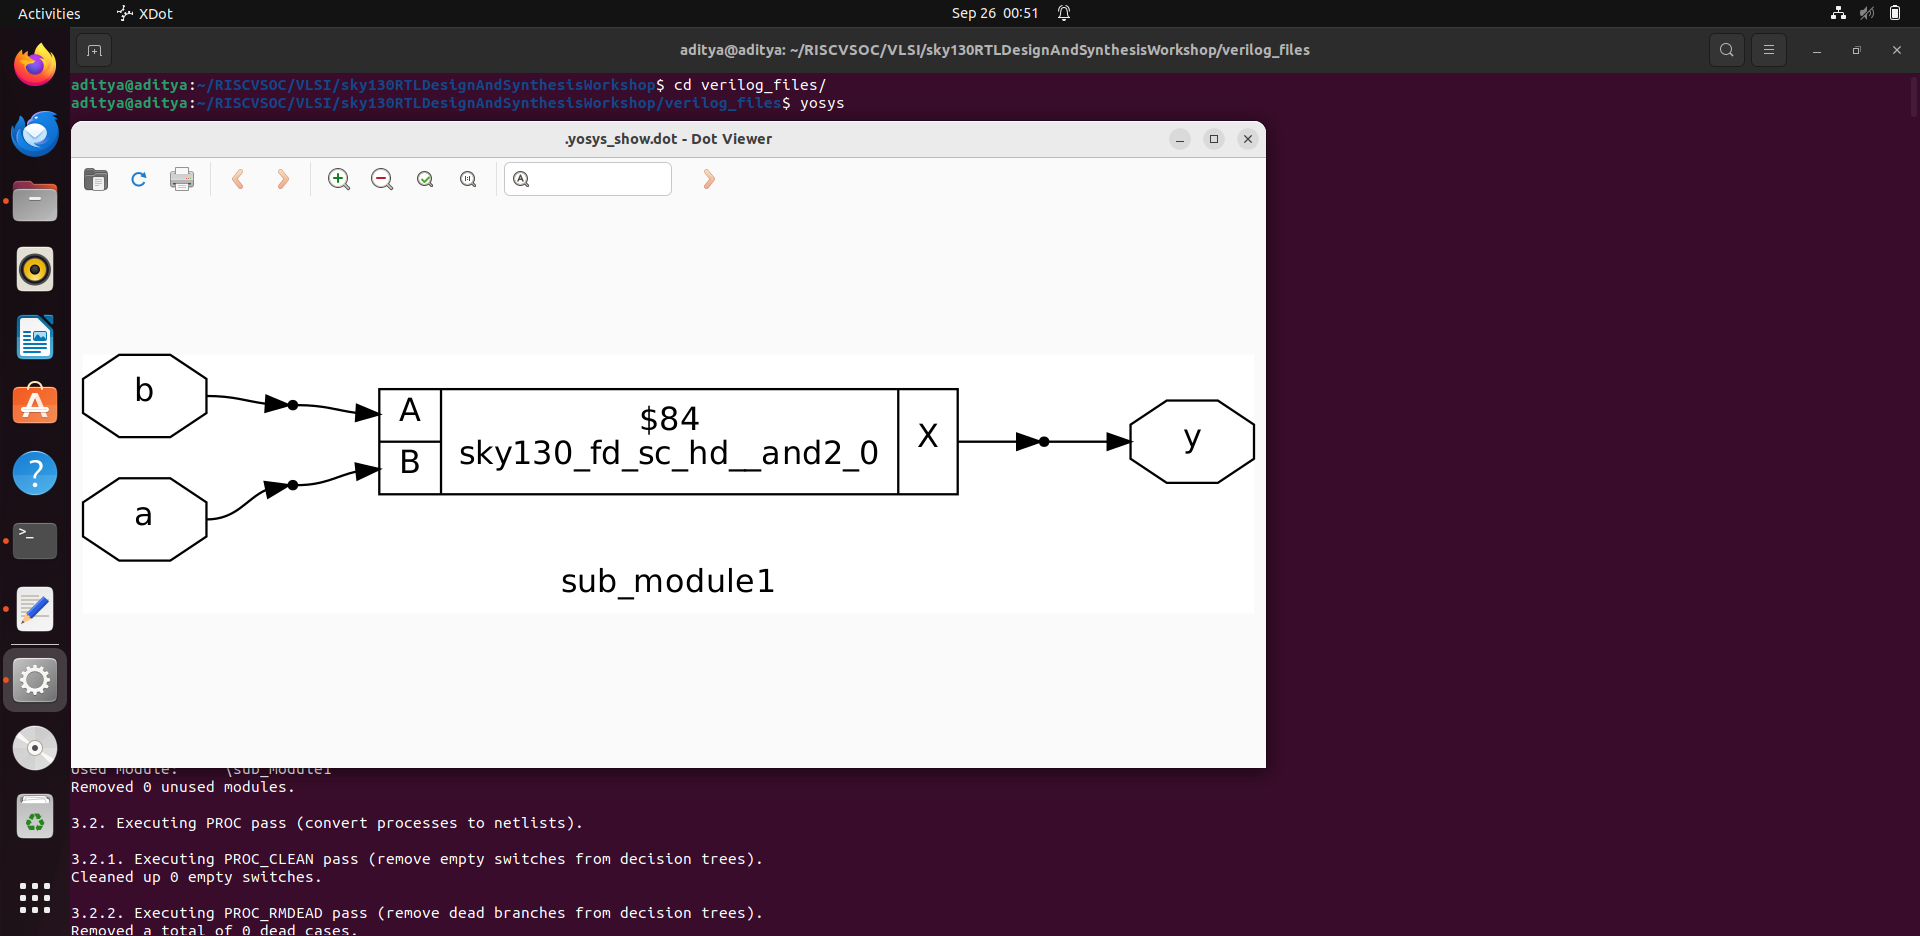 Activities XDot Sep 26 00:51
aditya@aditya: ~/RISCVSOC/VLSI/sky130RTLDesignAndSynthesisWorkshop/verilog_files
aditya@aditya:~/RISCVSOC/VLSI/sky130RTLDesignAndSynthesisWorkshop$ cd verilog_files/
aditya@aditya:~/RISCVSOC/VLSI/sky130RTLDesignAndSynthesisWorkshop/verilog_files$ yosys
.yosys_show.dot - Dot Viewer
b
A
$84
sky130_fd_sc_hd__and2_0
X
y
B
a
sub_module1
Used module: \sub_module1
Removed 0 unused modules.
3.2. Executing PROC pass (convert processes to netlists).
3.2.1. Executing PROC_CLEAN pass (remove empty switches from decision trees).
Cleaned up 0 empty switches.
3.2.2. Executing PROC_RMDEAD pass (remove dead branches from decision trees).
Removed a total of 0 dead cases.